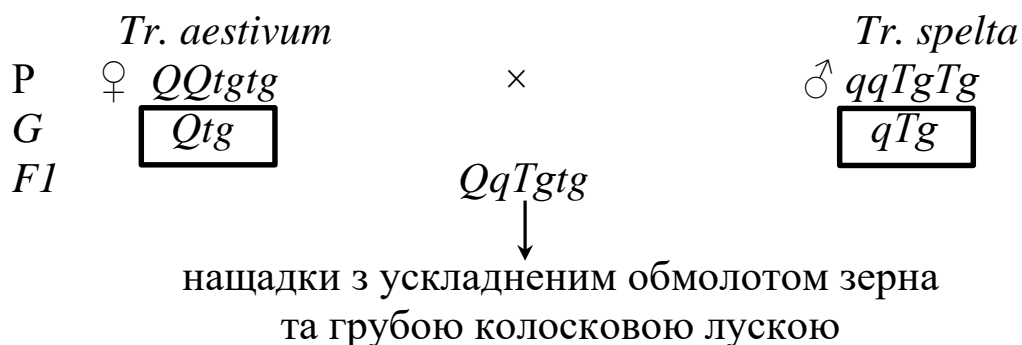 Tr. aestivum Tr. spelta
P ♀ QQtgtg × ♂ qqTgTg
G Qtg qTg
F1 QqTgtg
нащадки з ускладненим обмолотом зерна
та грубою колосковою лускою